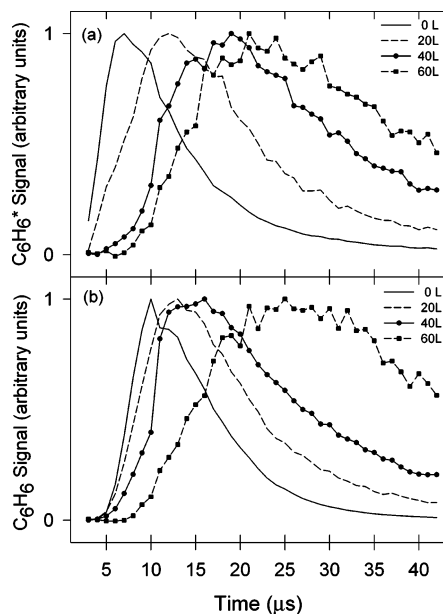 (a)
0 L
20L
40L
60L
1
0
C₆H₆* Signal (arbitrary units)
(b)
0 L
20L
40L
60L
1
0
C₆H₆ Signal (arbitrary units)
5 10 15 20 25 30 35 40
Time (μs)